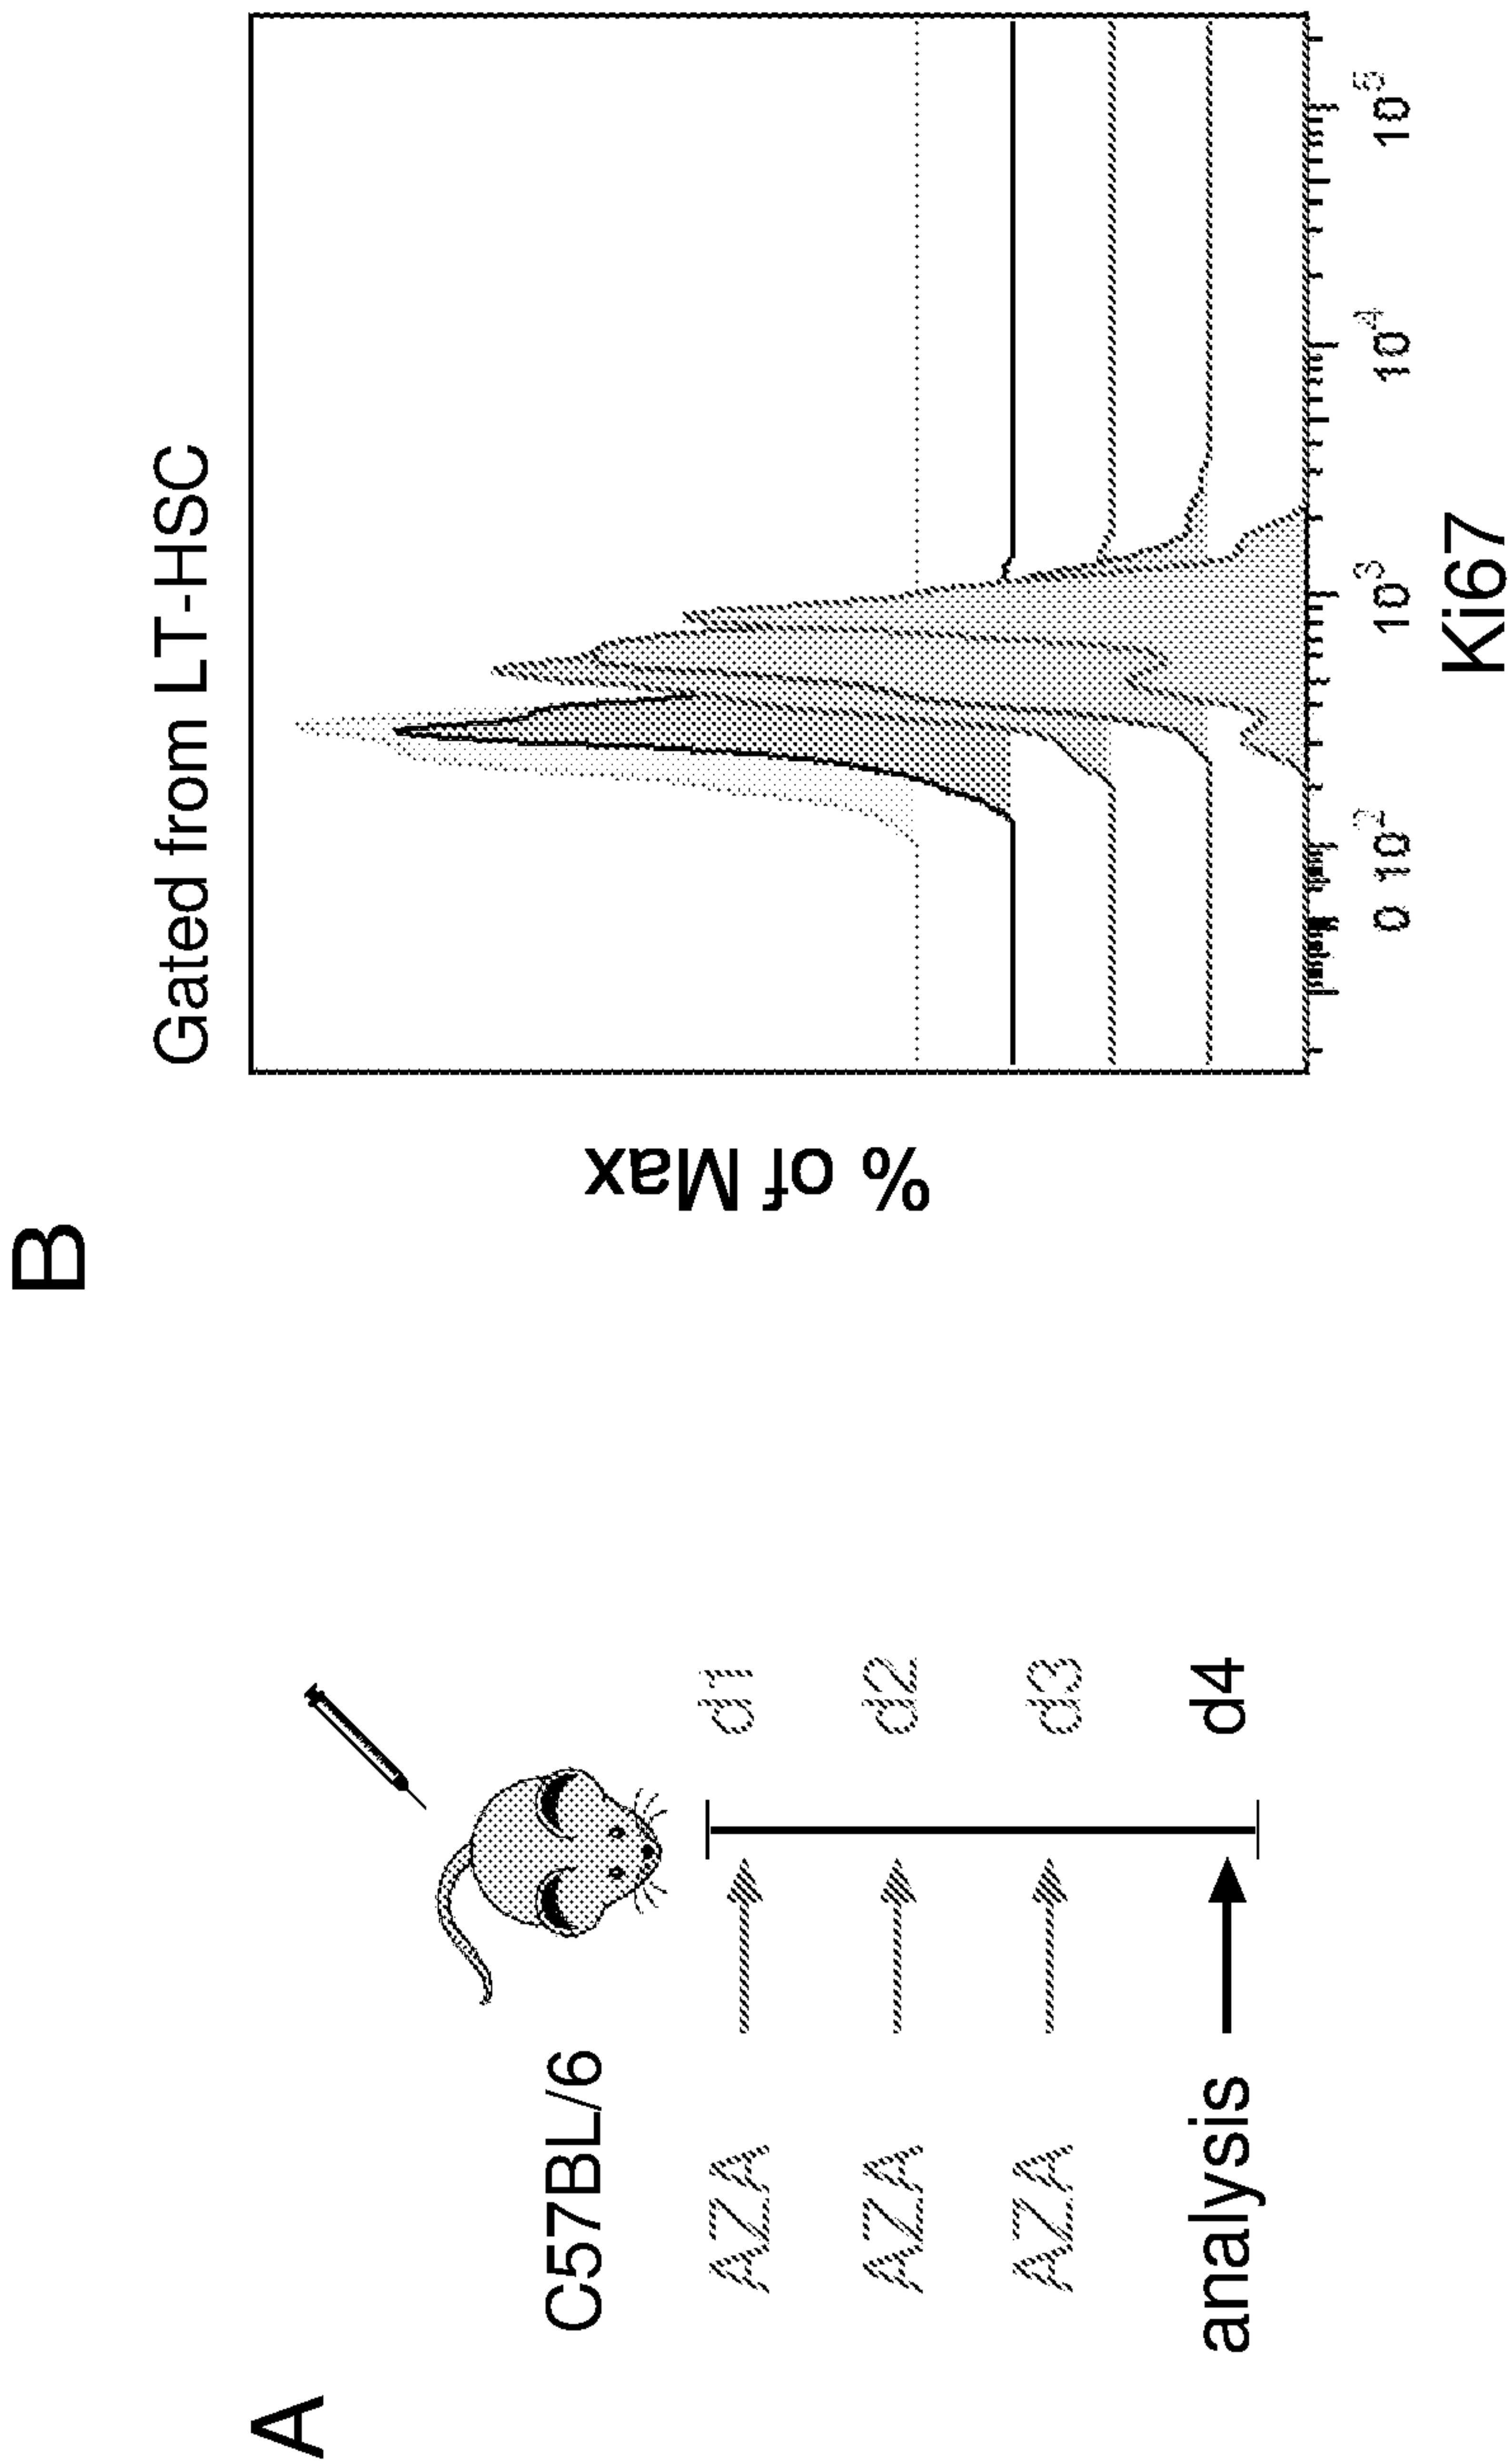 A
C57BL/6
AZA d1
AZA d2
AZA d3
analysis d4
B
Gated from LT-HSC
% of Max
0 10² 10³ 10⁴ 10⁵
Ki67